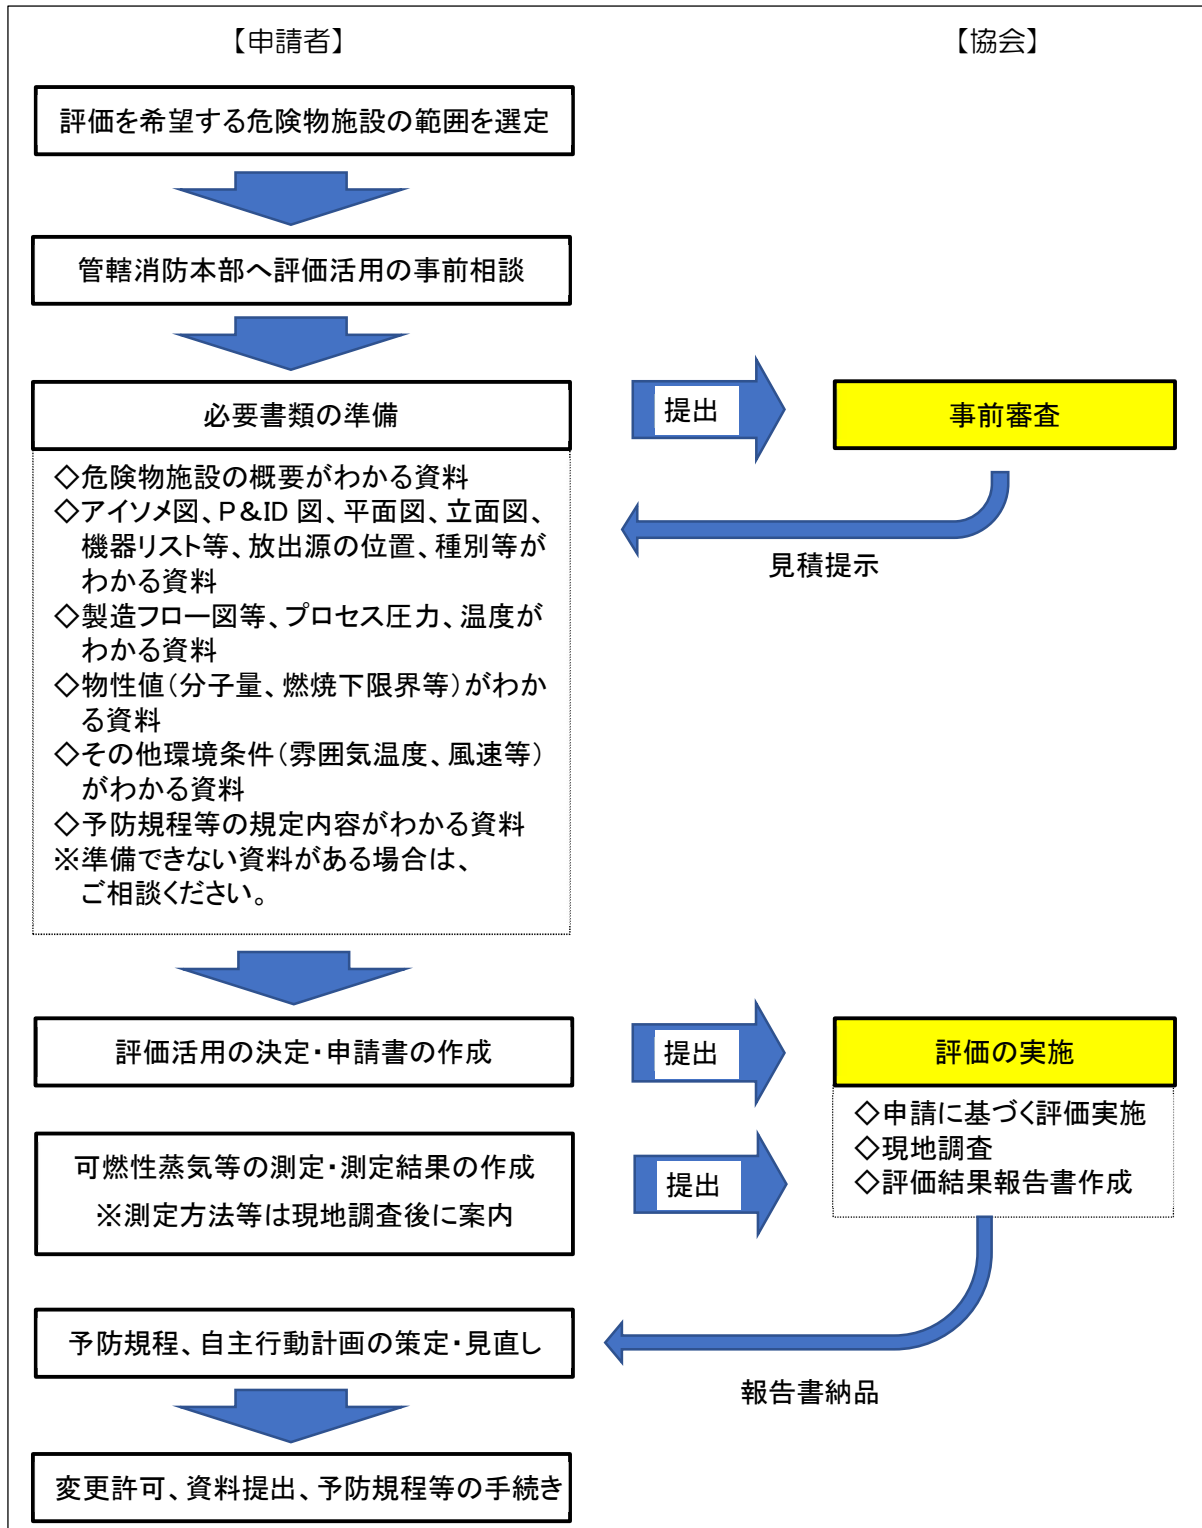 【申請者】
【協会】
評価を希望する危険物施設の範囲を選定
管轄消防本部へ評価活用の事前相談
必要書類の準備
提出
事前審査
◇危険物施設の概要がわかる資料
◇アイソメ図、P&ID 図、平面図、立面図、
機器リスト等、放出源の位置、種別等が
わかる資料
◇製造フロー図等、プロセス圧力、温度が
わかる資料
◇物性値（分子量、燃焼下限界等）がわか
る資料
◇その他環境条件（雰囲気温度、風速等）
がわかる資料
◇予防規程等の規定内容がわかる資料
※準備できない資料がある場合は、
ご相談ください。
見積提示
評価活用の決定・申請書の作成
提出
評価の実施
◇申請に基づく評価実施
◇現地調査
◇評価結果報告書作成
可燃性蒸気等の測定・測定結果の作成
※測定方法等は現地調査後に案内
提出
予防規程、自主行動計画の策定・見直し
報告書納品
変更許可、資料提出、予防規程等の手続き